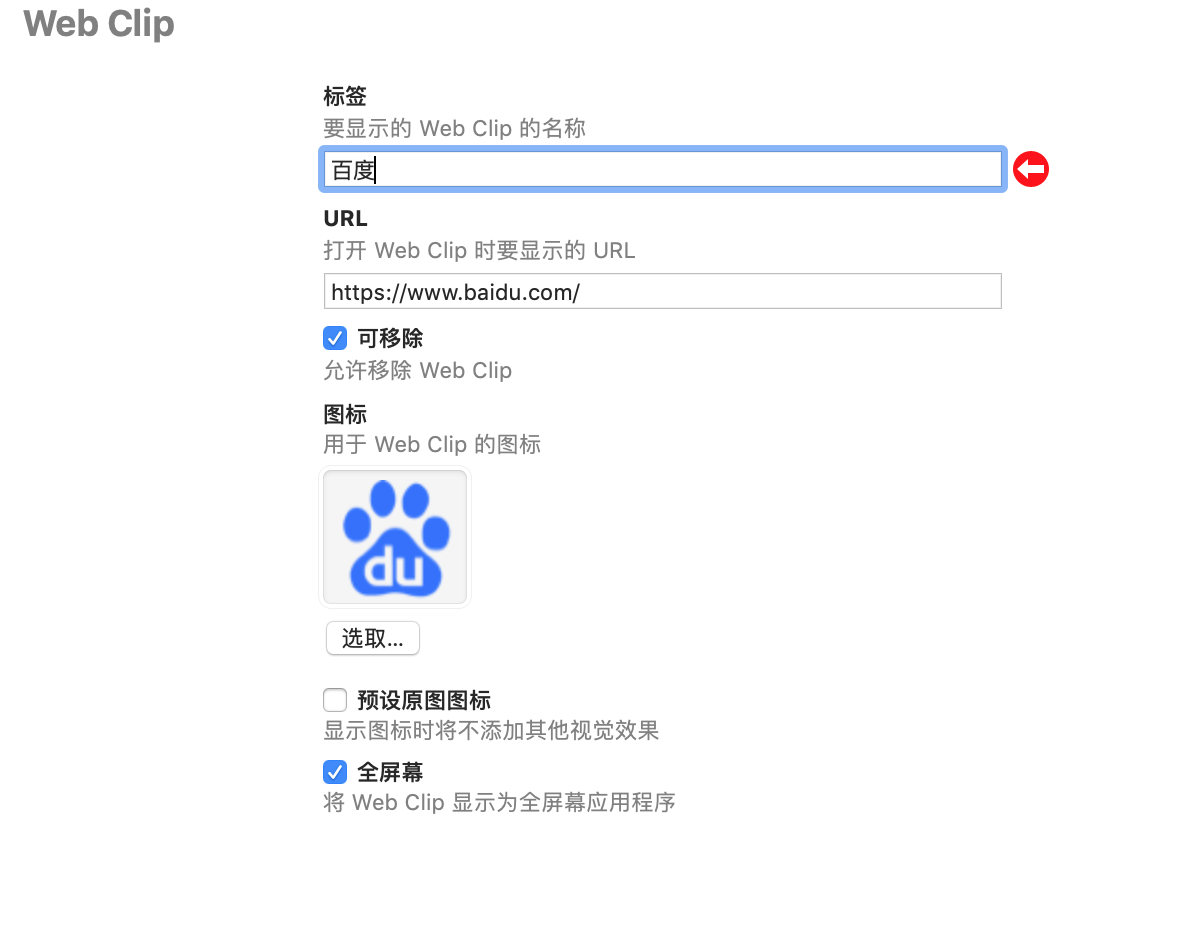 Web Clip
标签
要显示的 Web Clip 的名称
百度
URL
打开 Web Clip 时要显示的 URL
https://www.baidu.com/
可移除
允许移除 Web Clip
图标
用于 Web Clip 的图标
du
选取...
预设原图图标
显示图标时将不添加其他视觉效果
全屏幕
将 Web Clip 显示为全屏幕应用程序